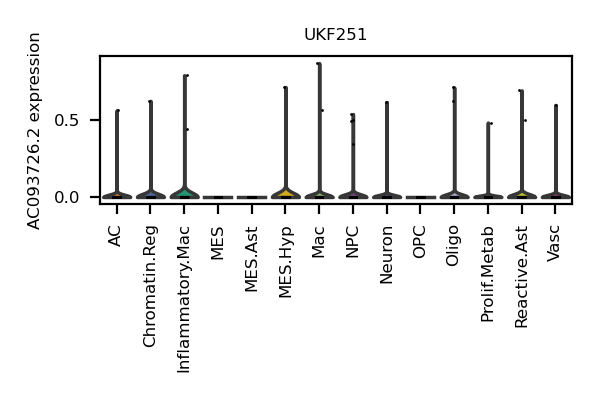 UKF251
AC093726.2 expression
0.5
0.0
AC
Chromatin.Reg
Inflammatory.Mac
MES
MES.Ast
MES.Hyp
Mac
NPC
Neuron
OPC
Oligo
Prolif.Metab
Reactive.Ast
Vasc